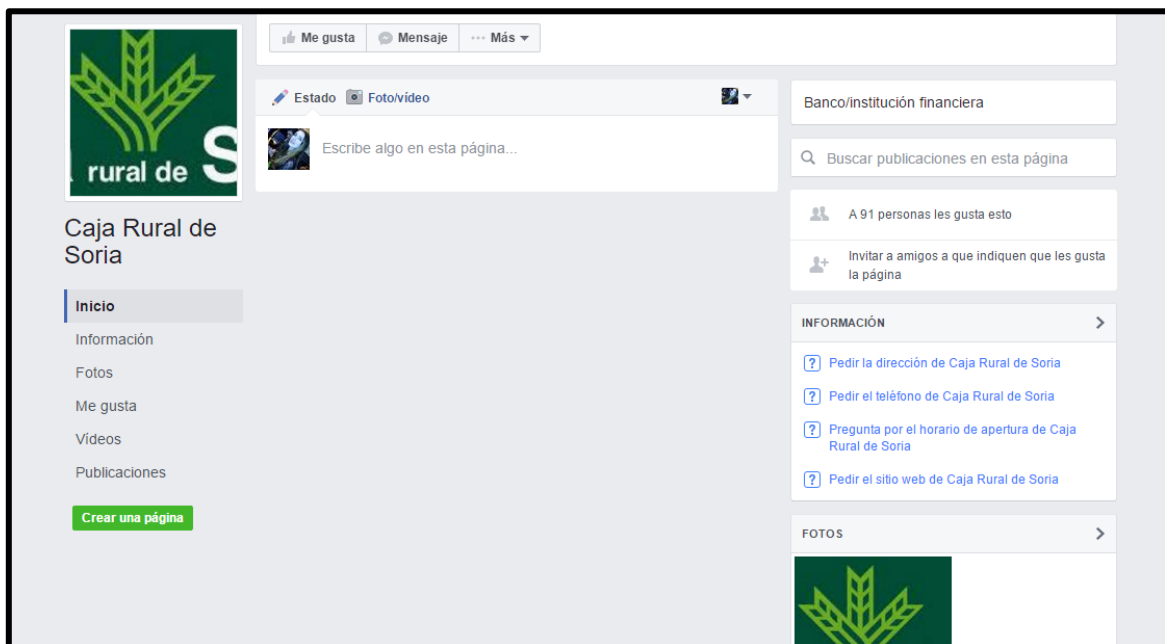 rural de S
Caja Rural de
Soria
Inicio
Información
Fotos
Me gusta
Vídeos
Publicaciones
Crear una página
Me gusta Mensaje Más
Estado Foto/vídeo
Escribe algo en esta página...
Banco/institución financiera
Buscar publicaciones en esta página
A 91 personas les gusta esto
Invitar a amigos a que indiquen que les gusta
la página
INFORMACIÓN
Pedir la dirección de Caja Rural de Soria
Pedir el teléfono de Caja Rural de Soria
Pregunta por el horario de apertura de Caja
Rural de Soria
Pedir el sitio web de Caja Rural de Soria
FOTOS